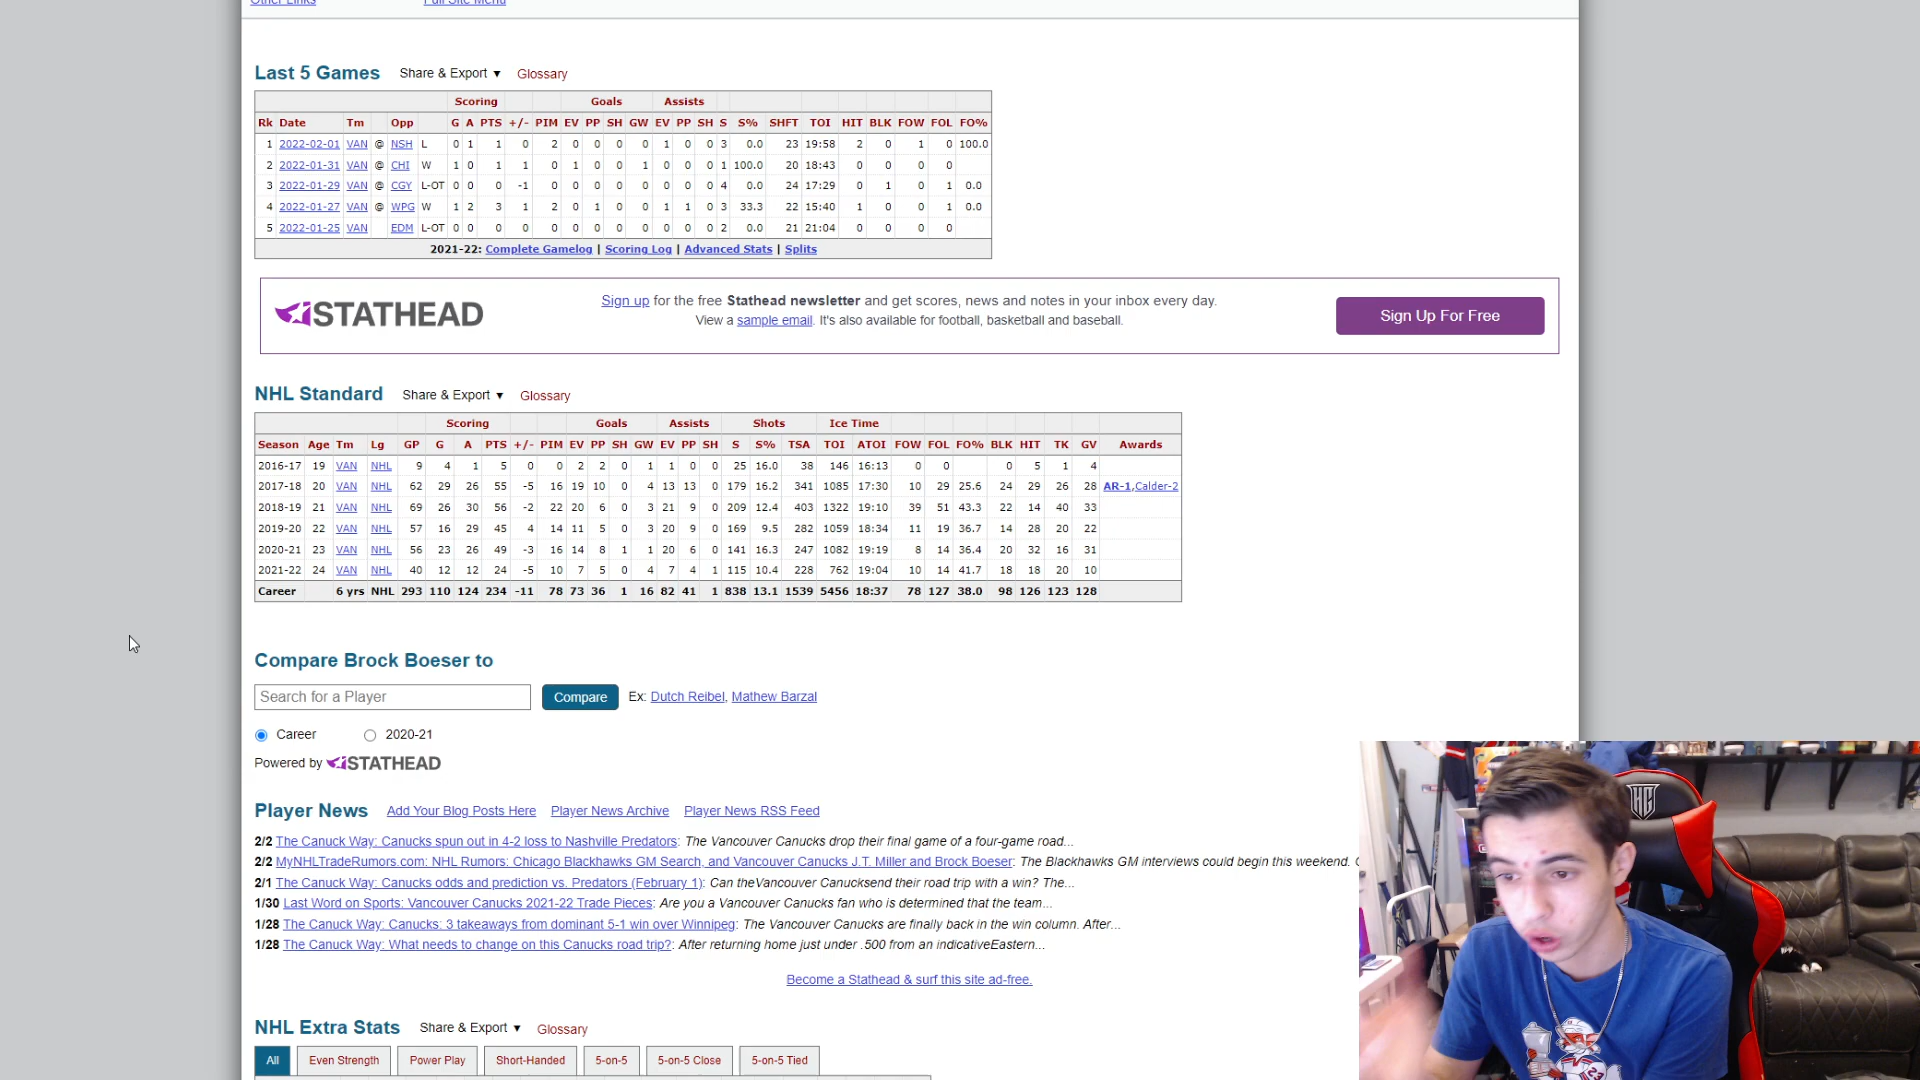 Other Links Full Site Menu
Last 5 Games Share & Export ▼ Glossary
Scoring Goals Assists
Rk Date Tm Opp G A PTS +/- PIM EV PP SH GW EV PP SH S S% SHFT TOI HIT BLK FOW FOL FO%
1 2022-02-01 VAN @ NSH L 0 1 1 0 2 0 0 0 0 1 0 0 3 0.0 23 19:58 2 0 1 0 100.0
2 2022-01-31 VAN @ CHI W 1 0 1 1 0 1 0 0 1 0 0 0 1 100.0 20 18:43 0 0 0 0
3 2022-01-29 VAN @ CGY L-OT 0 0 0 -1 0 0 0 0 0 0 0 0 4 0.0 24 17:29 0 1 0 1 0.0
4 2022-01-27 VAN @ WPG W 1 2 3 1 2 0 1 0 0 1 1 0 3 33.3 22 15:40 1 0 0 1 0.0
5 2022-01-25 VAN EDM L-OT 0 0 0 0 0 0 0 0 0 0 0 0 2 0.0 21 21:04 0 0 0 0
2021-22: Complete Gamelog | Scoring Log | Advanced Stats | Splits
STATHEAD
Sign up for the free Stathead newsletter and get scores, news and notes in your inbox every day.
View a sample email. It's also available for football, basketball and baseball.
Sign Up For Free
NHL Standard Share & Export ▼ Glossary
Scoring Goals Assists Shots Ice Time
Season Age Tm Lg GP G A PTS +/- PIM EV PP SH GW EV PP SH S S% TSA TOI ATOI FOW FOL FO% BLK HIT TK GV Awards
2016-17 19 VAN NHL 9 4 1 5 0 0 2 2 0 1 1 0 0 25 16.0 38 146 16:13 0 0 0 5 1 4
2017-18 20 VAN NHL 62 29 26 55 -5 16 19 10 0 4 13 13 0 179 16.2 341 1085 17:30 10 29 25.6 24 29 26 28 AR-1,Calder-2
2018-19 21 VAN NHL 69 26 30 56 -2 22 20 6 0 3 21 9 0 209 12.4 403 1322 19:10 39 51 43.3 22 14 40 33
2019-20 22 VAN NHL 57 16 29 45 4 14 11 5 0 3 20 9 0 169 9.5 282 1059 18:34 11 19 36.7 14 28 20 22
2020-21 23 VAN NHL 56 23 26 49 -3 16 14 8 1 1 20 6 0 141 16.3 247 1082 19:19 8 14 36.4 20 32 16 31
2021-22 24 VAN NHL 40 12 12 24 -5 10 7 5 0 4 7 4 1 115 10.4 228 762 19:04 10 14 41.7 18 18 20 10
Career 6 yrs NHL 293 110 124 234 -11 78 73 36 1 16 82 41 1 838 13.1 1539 5456 18:37 78 127 38.0 98 126 123 128
Compare Brock Boeser to
Search for a Player Compare Ex: Dutch Reibel, Mathew Barzal
Career 2020-21
Powered by STATHEAD
Player News Add Your Blog Posts Here Player News Archive Player News RSS Feed
2/2 The Canuck Way: Canucks spun out in 4-2 loss to Nashville Predators: The Vancouver Canucks drop their final game of a four-game road...
2/2 MyNHLTradeRumors.com: NHL Rumors: Chicago Blackhawks GM Search, and Vancouver Canucks J.T. Miller and Brock Boeser: The Blackhawks GM interviews could begin this weekend.
2/1 The Canuck Way: Canucks odds and prediction vs. Predators (February 1): Can theVancouver Canucksend their road trip with a win? The...
1/30 Last Word on Sports: Vancouver Canucks 2021-22 Trade Pieces: Are you a Vancouver Canucks fan who is determined that the team...
1/28 The Canuck Way: Canucks: 3 takeaways from dominant 5-1 win over Winnipeg: The Vancouver Canucks are finally back in the win column. After...
1/28 The Canuck Way: What needs to change on this Canucks road trip?: After returning home just under .500 from an indicativeEastern...
Become a Stathead & surf this site ad-free.
NHL Extra Stats Share & Export ▼ Glossary
All Even Strength Power Play Short-Handed 5-on-5 5-on-5 Close 5-on-5 Tied
HG
23